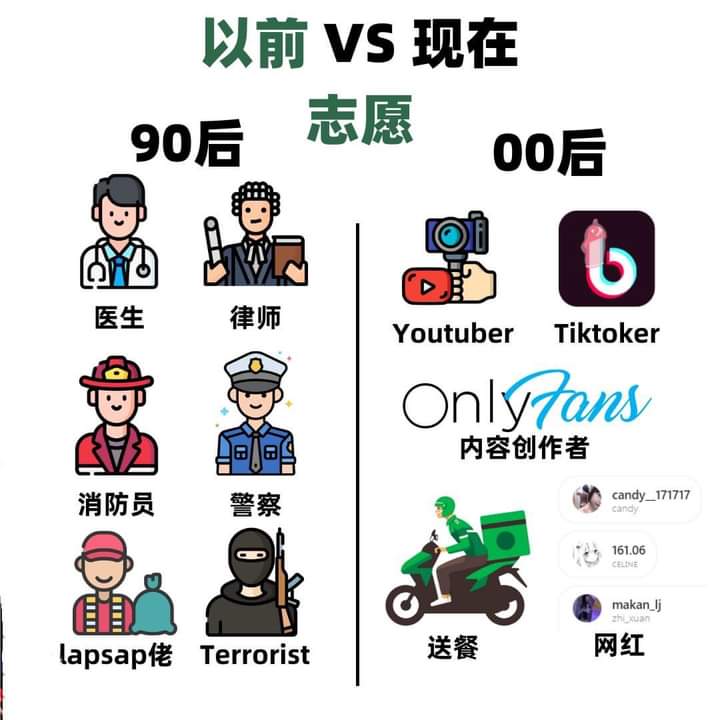 以前 VS 现在
志愿
90后
医生
律师
消防员
警察
lapsap佬
Terrorist
00后
Youtuber
Tiktoker
OnlyFans
内容创作者
送餐
candy__171717
candy
161.06
CELINE
makan_lj
zhi_xuan
网红